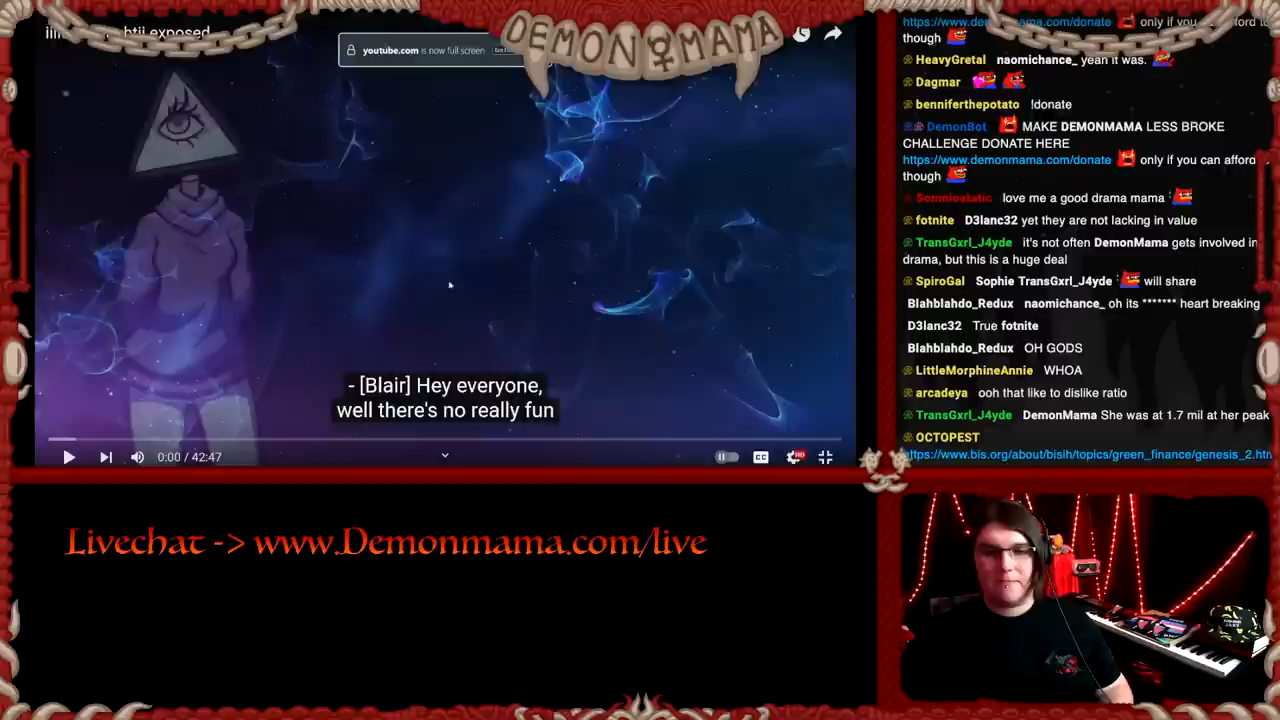 exposed
youtube.com is now full screen
DEMON MAMA
- [Blair] Hey everyone,
well there's no really fun
0:00 / 42:47
CC
HD
Livechat -> www.Demonmama.com/live
https://www.demonmama.com/donate only if you can afford to
though
HeavyGretal naomichance_ yeah it was.
Dagmar
benniferthepotato !donate
DemonBot MAKE DEMONMAMA LESS BROKE
CHALLENGE DONATE HERE
https://www.demonmama.com/donate only if you can afford
though
Somniostatic love me a good drama mama
fotnite D3lanc32 yet they are not lacking in value
TransGxrl_J4yde it's not often DemonMama gets involved in
drama, but this is a huge deal
SpiroGal Sophie TransGxrl_J4yde will share
Blahblahdo_Redux naomichance_ oh its ******* heart breaking
D3lanc32 True fotnite
Blahblahdo_Redux OH GODS
LittleMorphineAnnie WHOA
arcadeya ooh that like to dislike ratio
TransGxrl_J4yde DemonMama She was at 1.7 mil at her peak
OCTOPEST
https://www.bis.org/about/bisih/topics/green_finance/genesis_2.htm